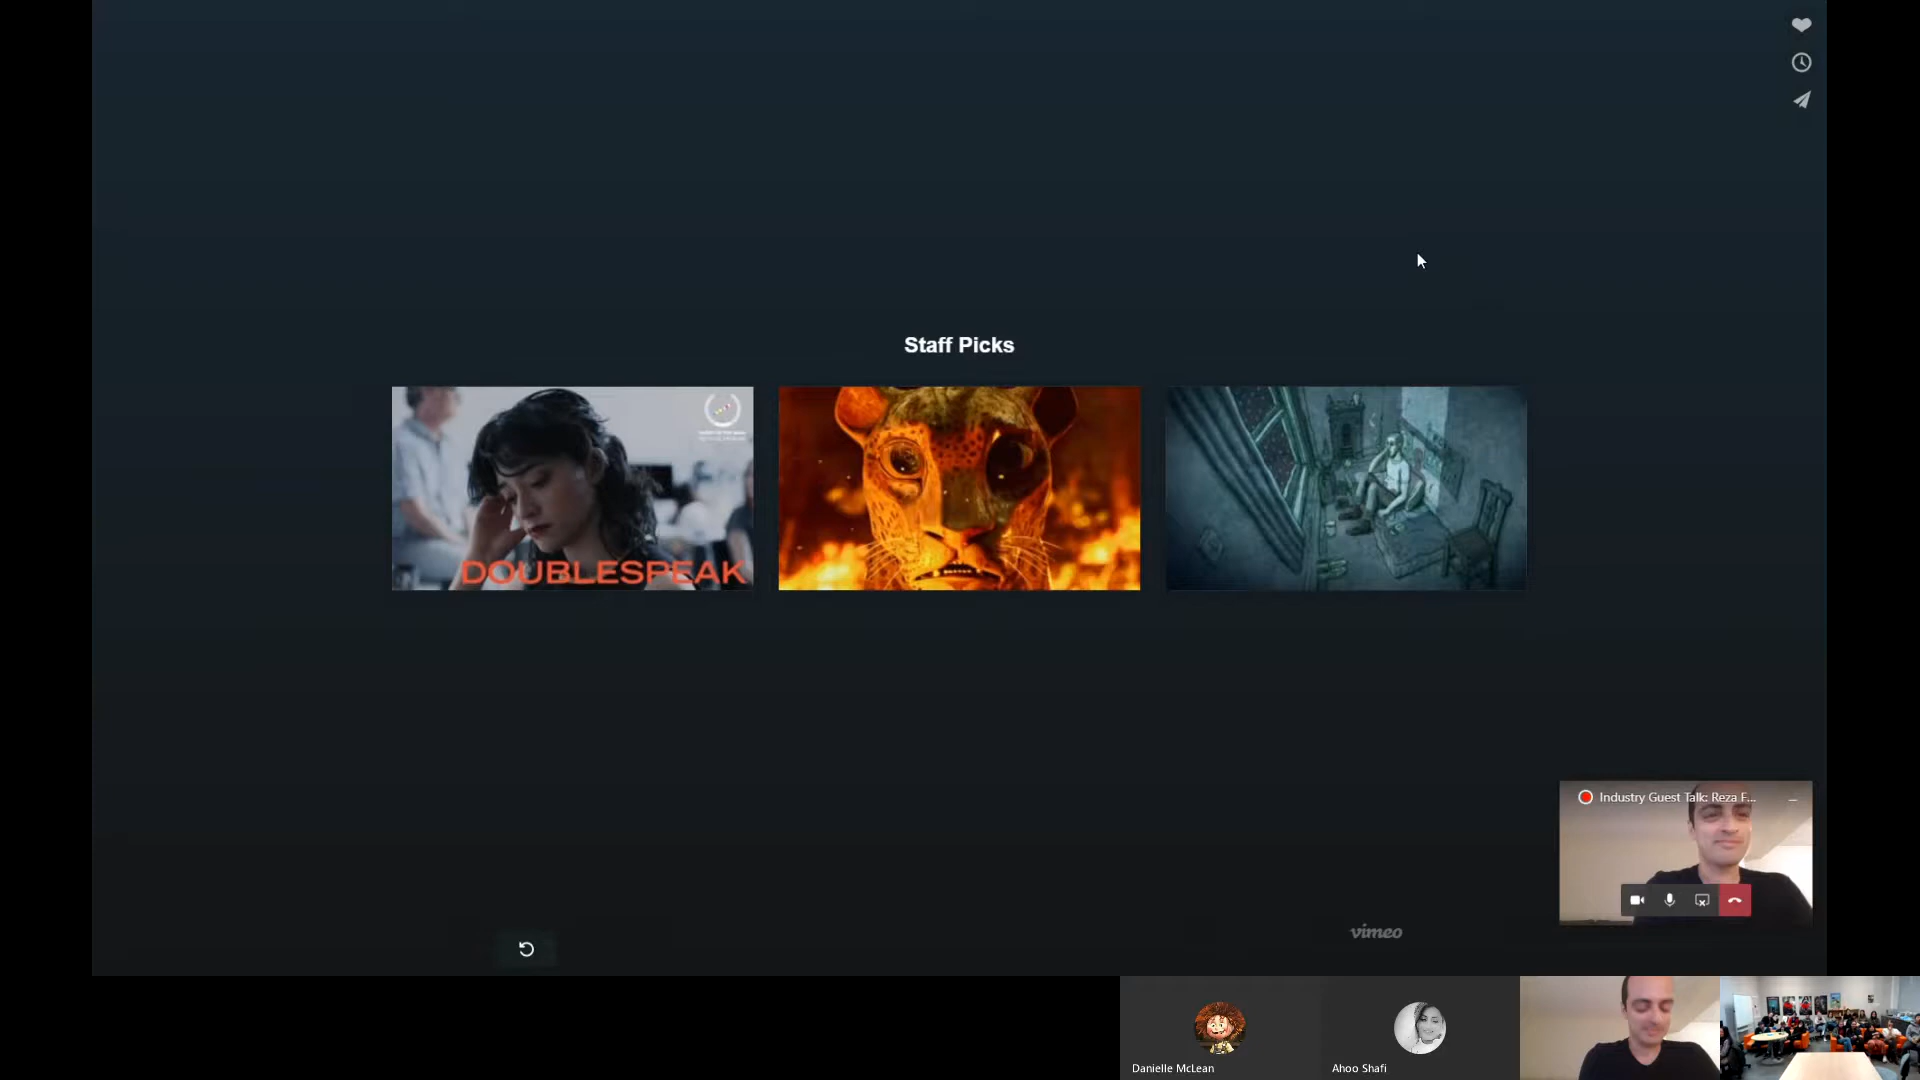 Staff Picks
DOUBLESPEAK
Industry Guest Talk: Reza F...
vimeo
Danielle McLean
Ahoo Shafi